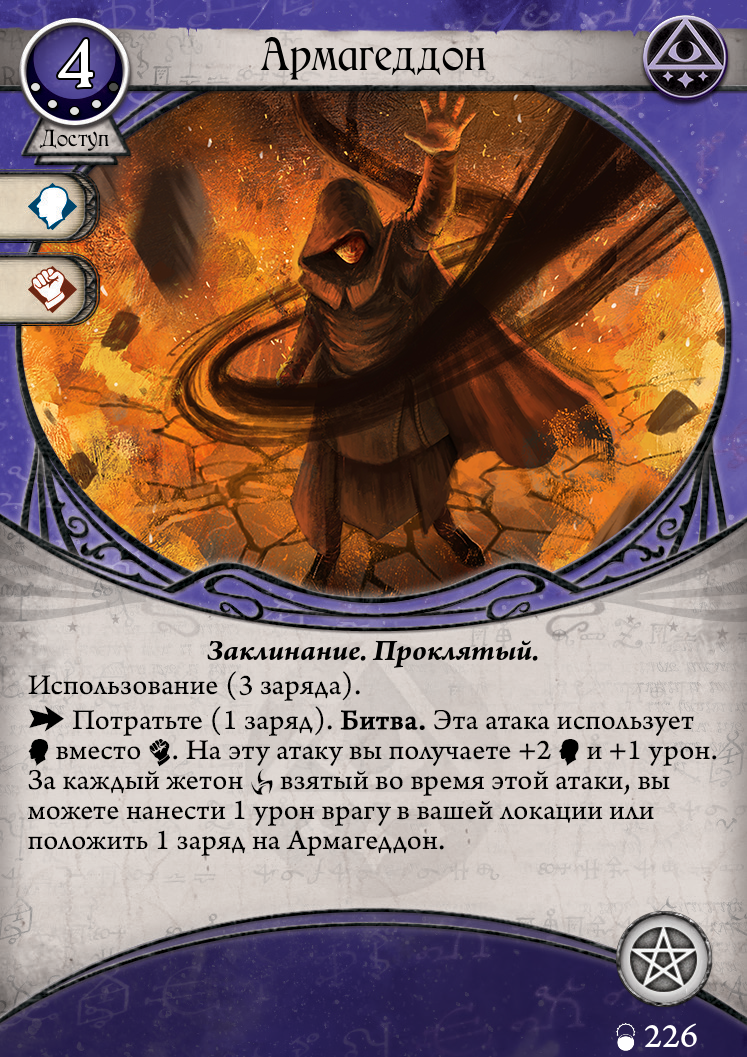 4
Армагеддон
Доступ
Заклинание. Проклятый.
Использование (3 заряда).
Потратьте (1 заряд). Битва. Эта атака использует
вместо . На эту атаку вы получаете +2 и +1 урон.
За каждый жетон взятый во время этой атаки, вы
можете нанести 1 урон врагу в вашей локации или
положить 1 заряд на Армагеддон.
226